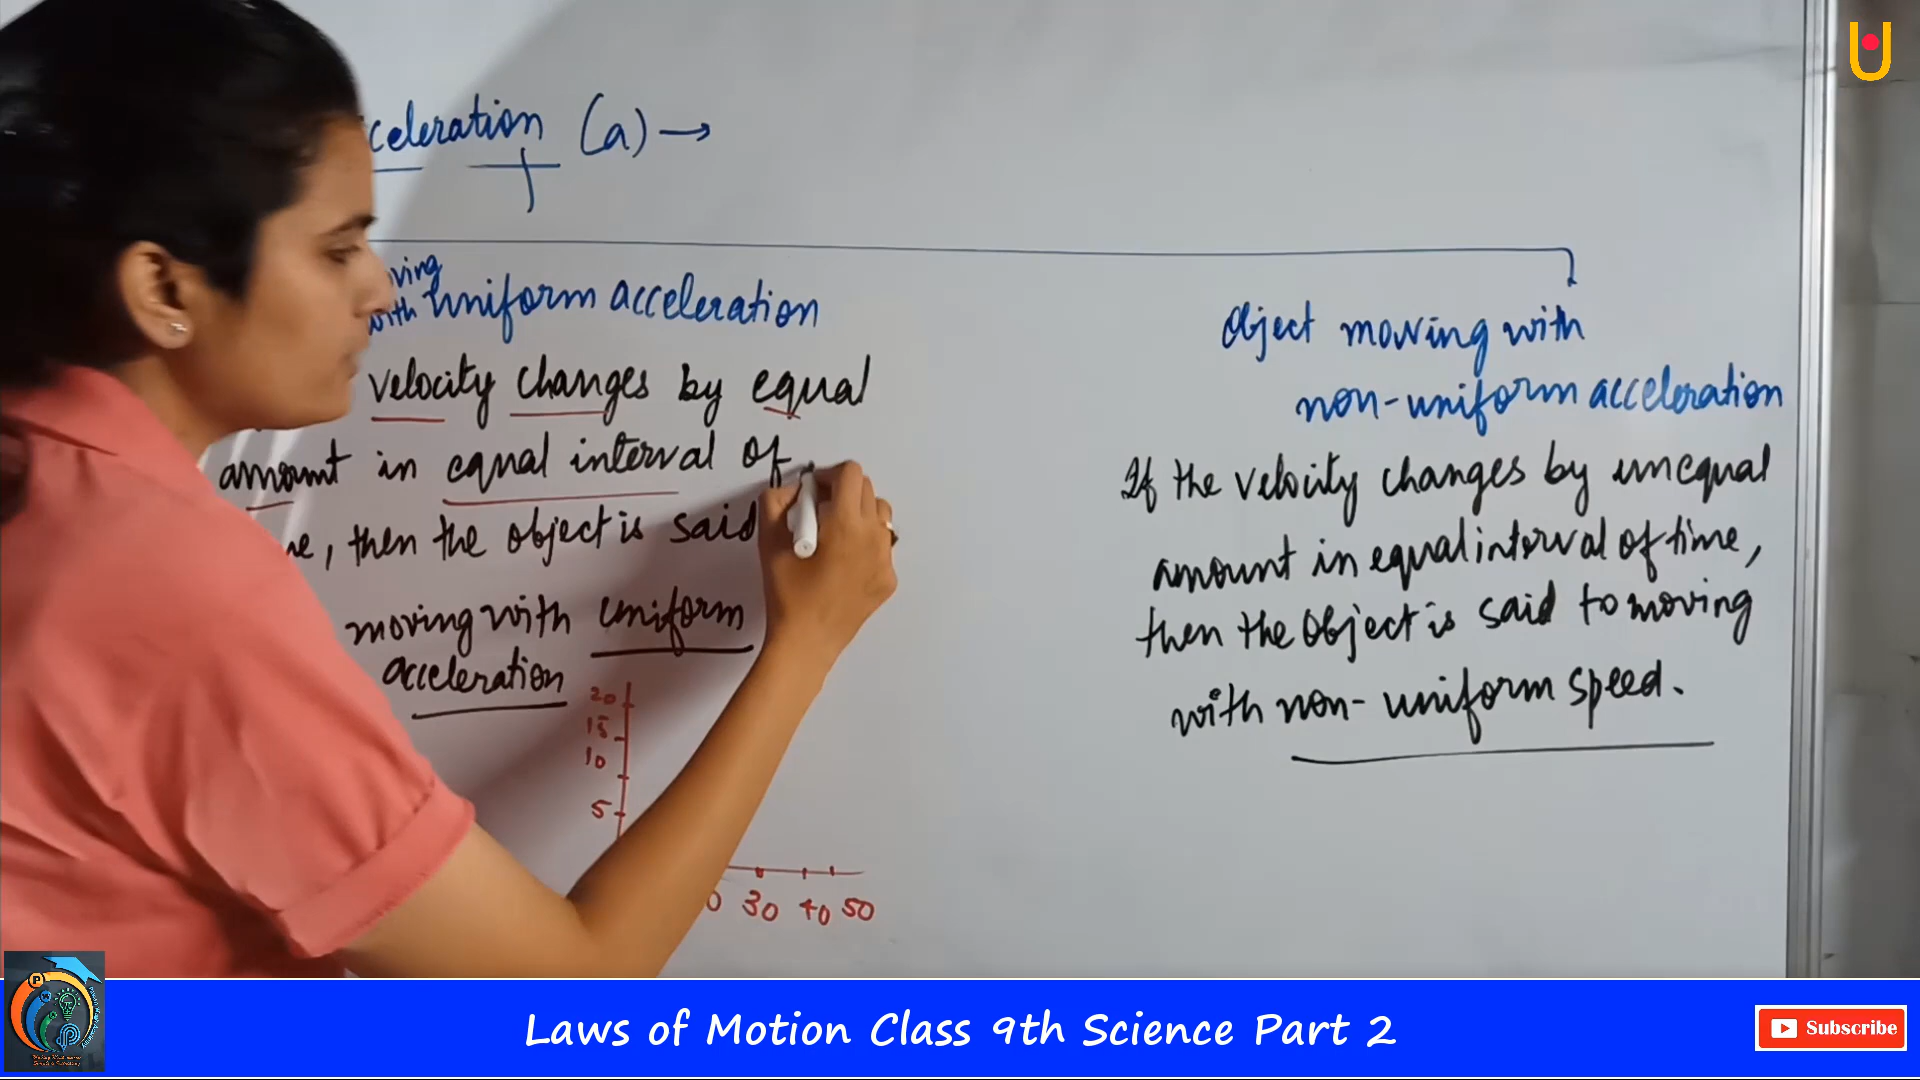 celeration (a) →
ving
with uniform acceleration
velocity changes by equal
amount in equal interval of
me, then the object is said
moving with uniform
acceleration
20
15
10
5
0 30 40 50
Object moving with
non-uniform acceleration
If the velocity changes by unequal
amount in equal interval of time,
then the object is said to moving
with non-uniform speed.
Laws of Motion Class 9th Science Part 2
Subscribe